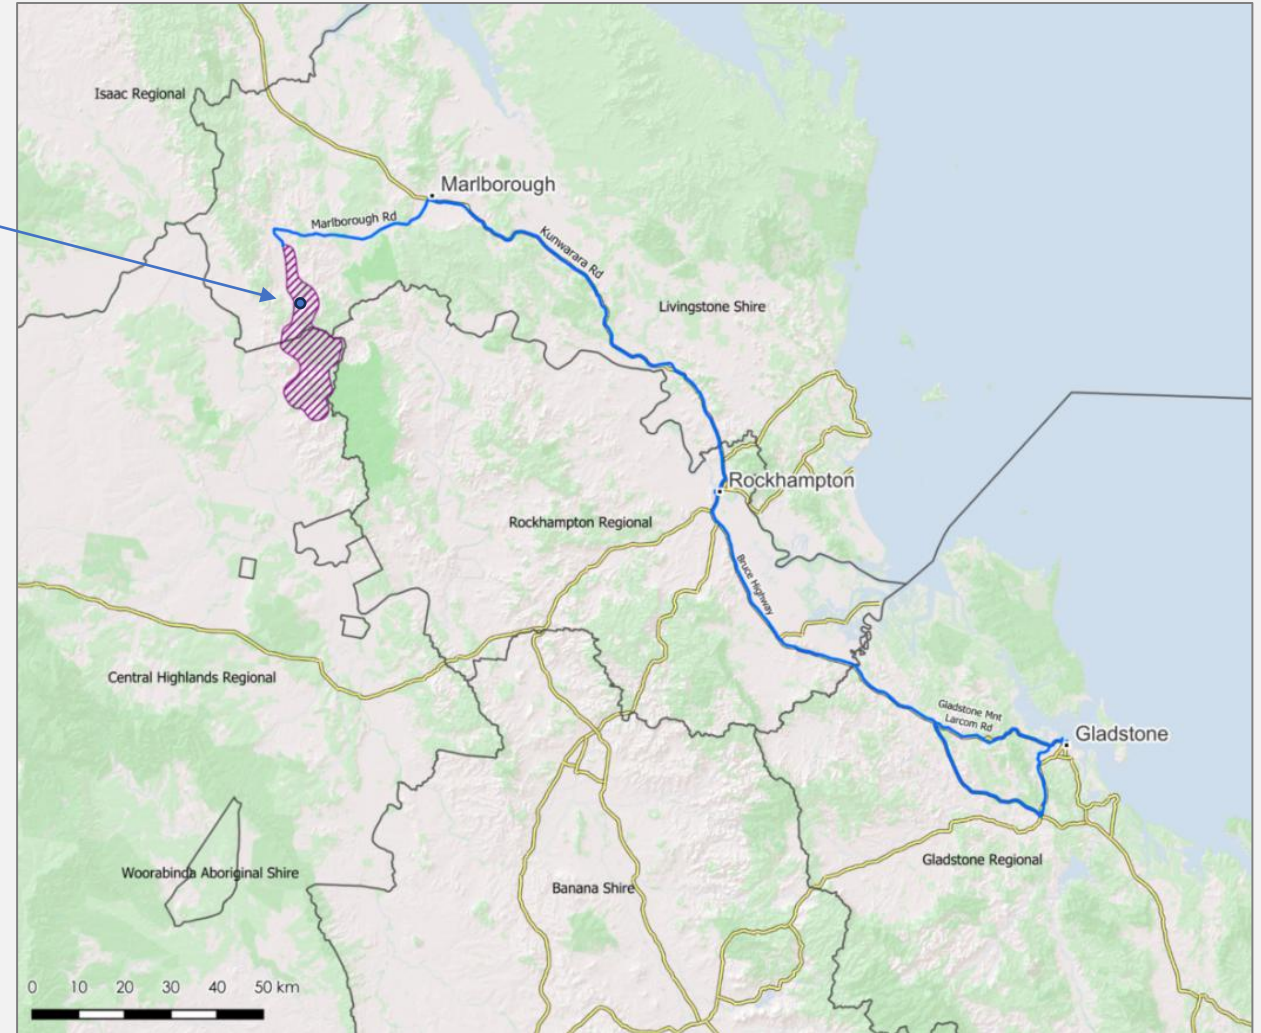 Isaac Regional
Marlborough
Marlborough Rd
Kunwarara Rd
Livingstone Shire
Rockhampton
Rockhampton Regional
Bruce Highway
Central Highlands Regional
Gladstone Mnt
Larcom Rd
Gladstone
Gladstone Regional
Woorabinda Aboriginal Shire
Banana Shire
0 10 20 30 40 50 km